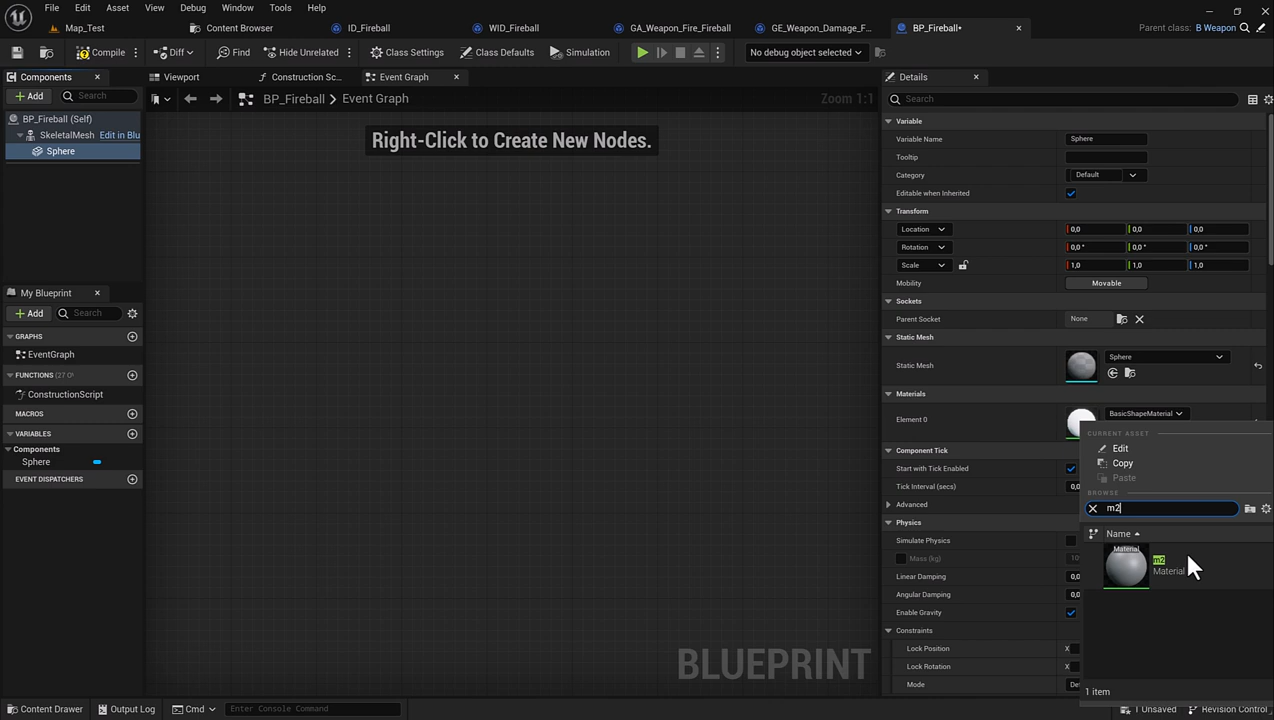 File Edit Asset View Debug Window Tools Help
Map_Test Content Browser ID_Fireball WID_Fireball GA_Weapon_Fire_Fireball GE_Weapon_Damage_F... BP_Fireball• Parent class: B Weapon
Compile Diff Find Hide Unrelated Class Settings Class Defaults Simulation No debug object selected
Components Viewport Construction Sc... Event Graph Details
Add Search BP_Fireball Event Graph Zoom 1:1 Search
BP_Fireball (Self)
SkeletalMesh Edit in Blu
Sphere
Right-Click to Create New Nodes.
Variable
Variable Name Sphere
Tooltip
Category Default
Editable when Inherited
Transform
Location 0,0 0,0 0,0
Rotation 0,0 ° 0,0 ° 0,0 °
Scale 1,0 1,0 1,0
Mobility Movable
Sockets
Parent Socket None
Static Mesh
Static Mesh Sphere
Materials
Element 0 BasicShapeMaterial
Component Tick
Start with Tick Enabled
Tick Interval (secs) 0,0
Advanced
Physics
Simulate Physics
Mass (kg) 10
Linear Damping 0,0
Angular Damping 0,0
Enable Gravity
Constraints
Lock Position X
Lock Rotation X
Mode De
CURRENT ASSET
Edit
Copy
Paste
BROWSE
m2
Name
Material m2
Material
1 item
My Blueprint
Add Search
GRAPHS
EventGraph
FUNCTIONS (27 O
ConstructionScript
MACROS
VARIABLES
Components
Sphere
EVENT DISPATCHERS
BLUEPRINT
Content Drawer Output Log Cmd Enter Console Command 1 Unsaved Revision Control